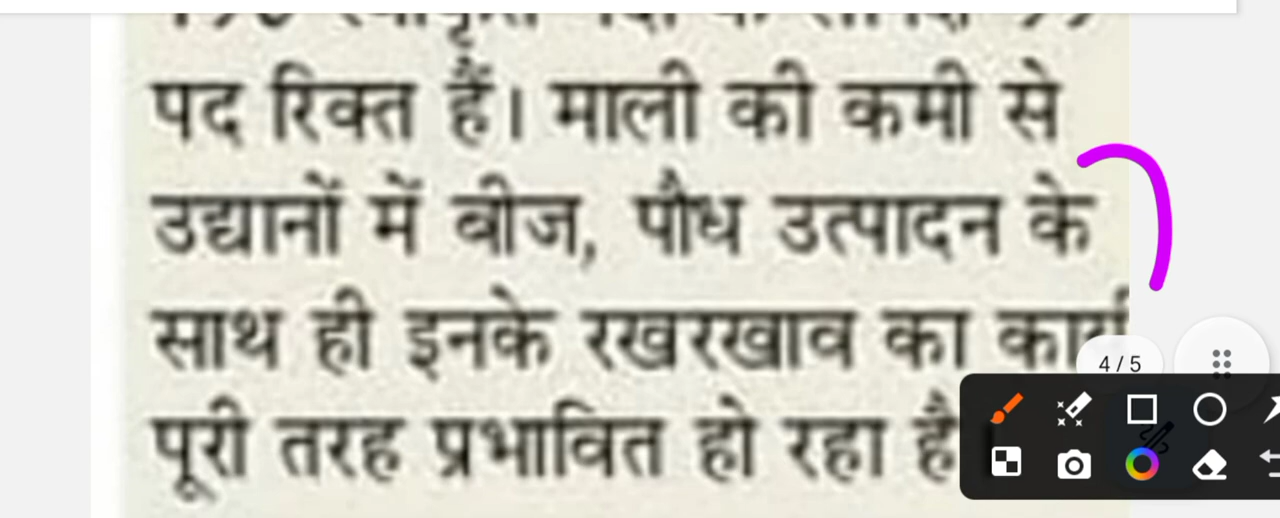 पद रिक्त हैं। माली की कमी से
उद्यानों में बीज, पौध उत्पादन के
साथ ही इनके रखरखाव का कार्य
4/5
पूरी तरह प्रभावित हो रहा है